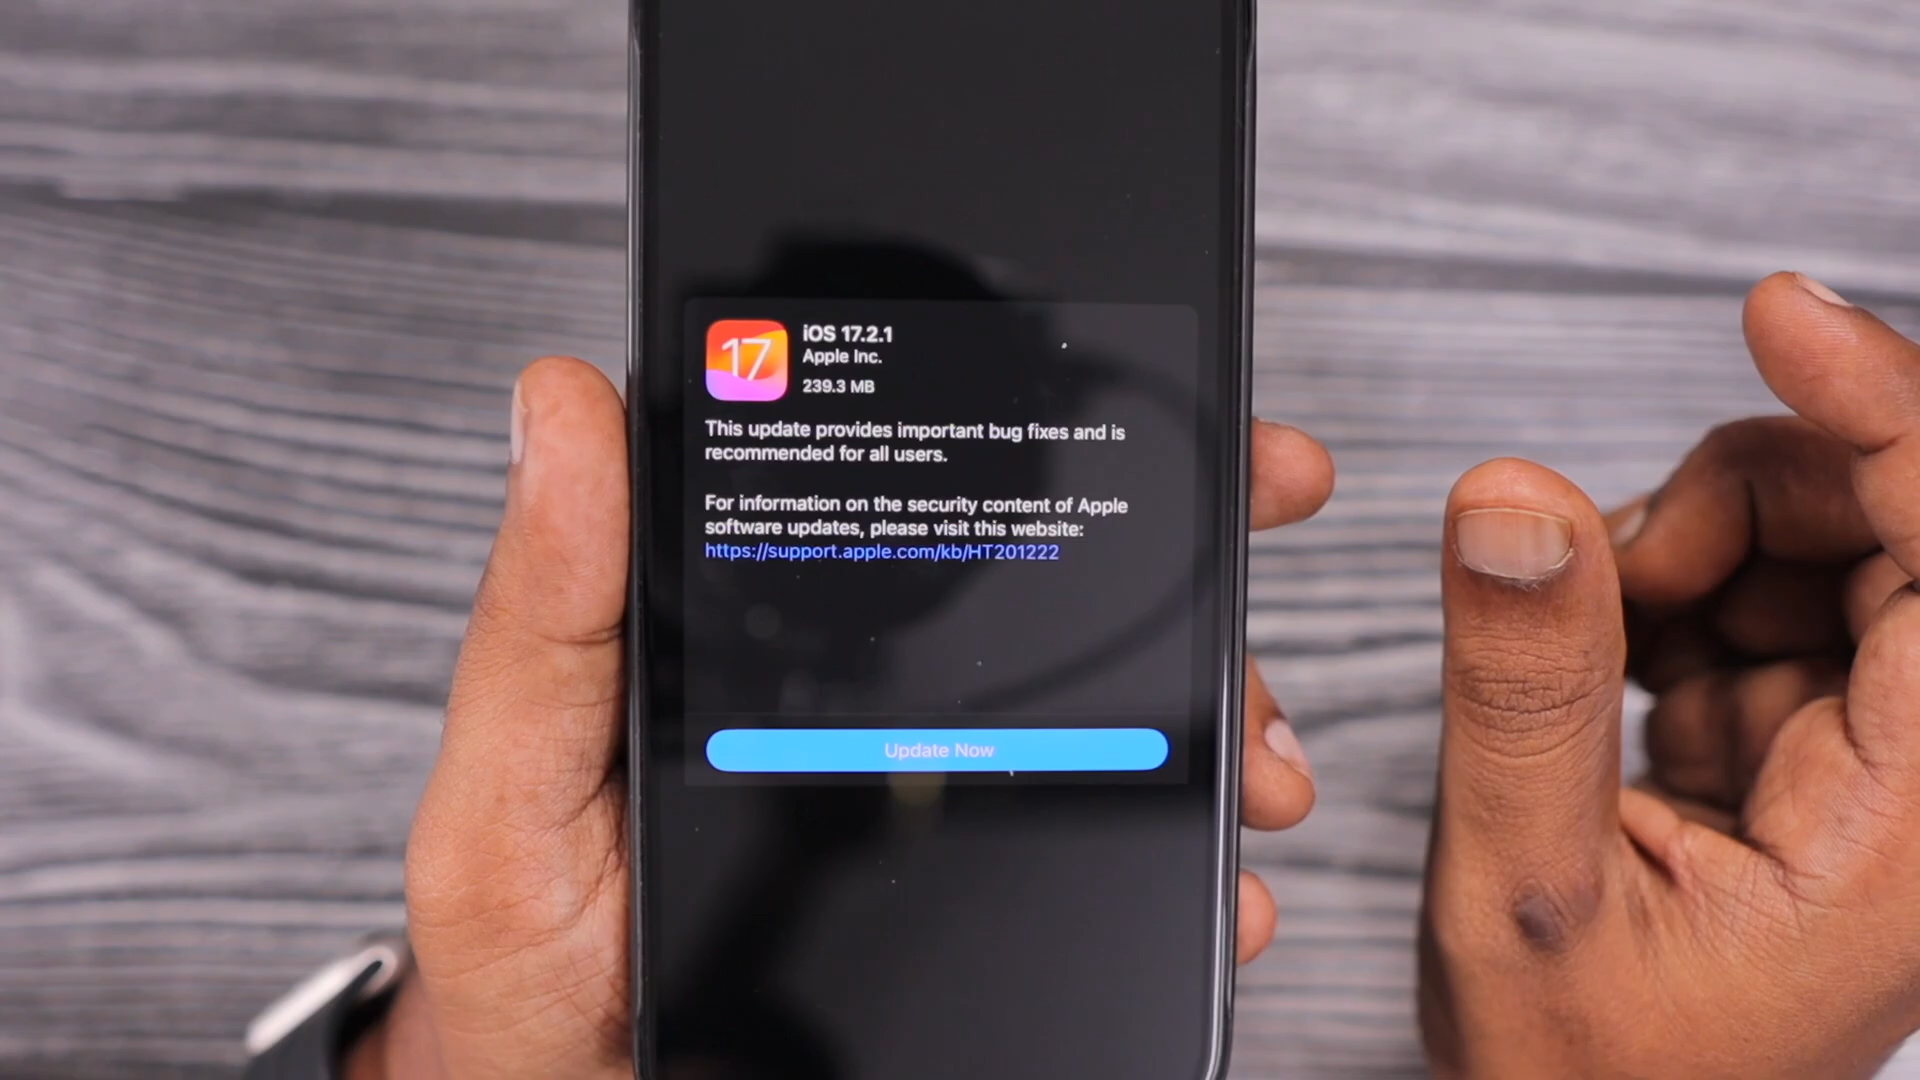 17
iOS 17.2.1
Apple Inc.
239.3 MB
This update provides important bug fixes and is
recommended for all users.
For information on the security content of Apple
software updates, please visit this website:
https://support.apple.com/kb/HT201222
Update Now